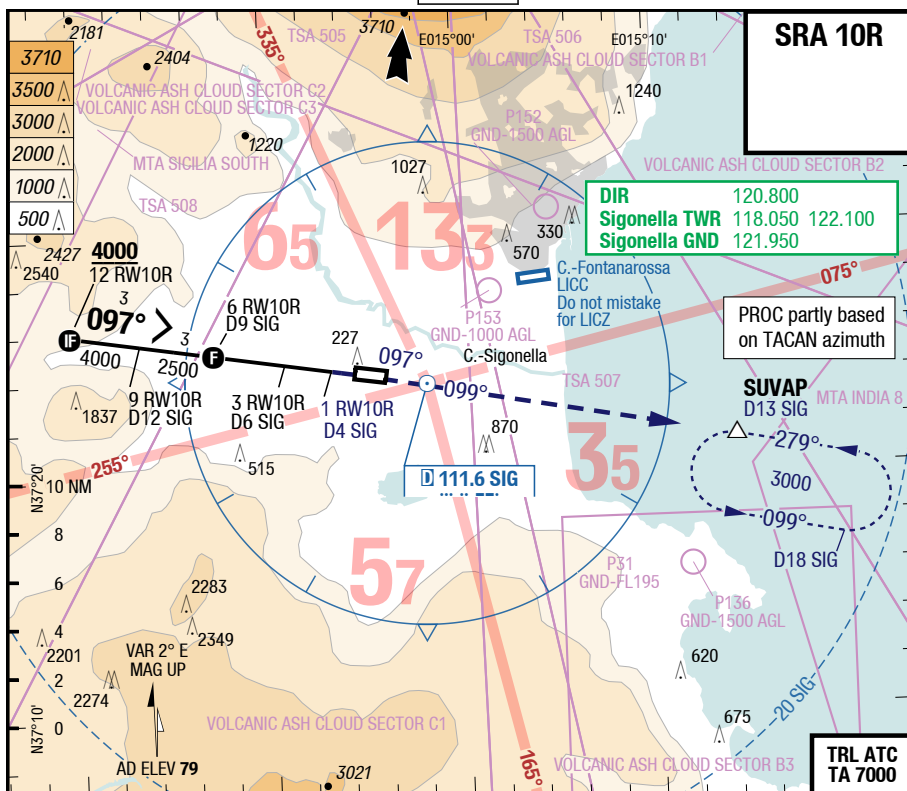 SRA 10R
2181
335°
TSA 505
3710
E015°00'
TSA 506
E015°10'
3710
2404
VOLCANIC ASH CLOUD SECTOR B1
3500
VOLCANIC ASH CLOUD SECTOR C2
VOLCANIC ASH CLOUD SECTOR C3
1240
3000
P152
GND-1500 AGL
1220
2000
MTA SICILIA SOUTH
1027
VOLCANIC ASH CLOUD SECTOR B2
1000
TSA 508
500
DIR 120.800
Sigonella TWR 118.050 122.100
Sigonella GND 121.950
65
133
330
570
2427
2540
4000
12 RW10R
3
097°
C.-Fontanarossa
LICC
Do not mistake
for LICZ
075°
6 RW10R
D9 SIG
P153
GND-1000 AGL
PROC partly based
on TACAN azimuth
IF
3
F
4000
2500
227
097°
C.-Sigonella
099°
TSA 507
SUVAP
D13 SIG
MTA INDIA 8
9 RW10R
D12 SIG
3 RW10R
D6 SIG
1 RW10R
D4 SIG
1837
870
279°
515
35
255°
D 111.6 SIG
3000
N37°20'
10 NM
099°
D18 SIG
8
57
P31
GND-FL195
6
2283
P136
GND-1500 AGL
4
2349
2201
VAR 2° E
MAG UP
620
2
2274
20 SIG
N37°10'
0
675
VOLCANIC ASH CLOUD SECTOR C1
AD ELEV 79
3021
165°
VOLCANIC ASH CLOUD SECTOR B3
TRL ATC
TA 7000